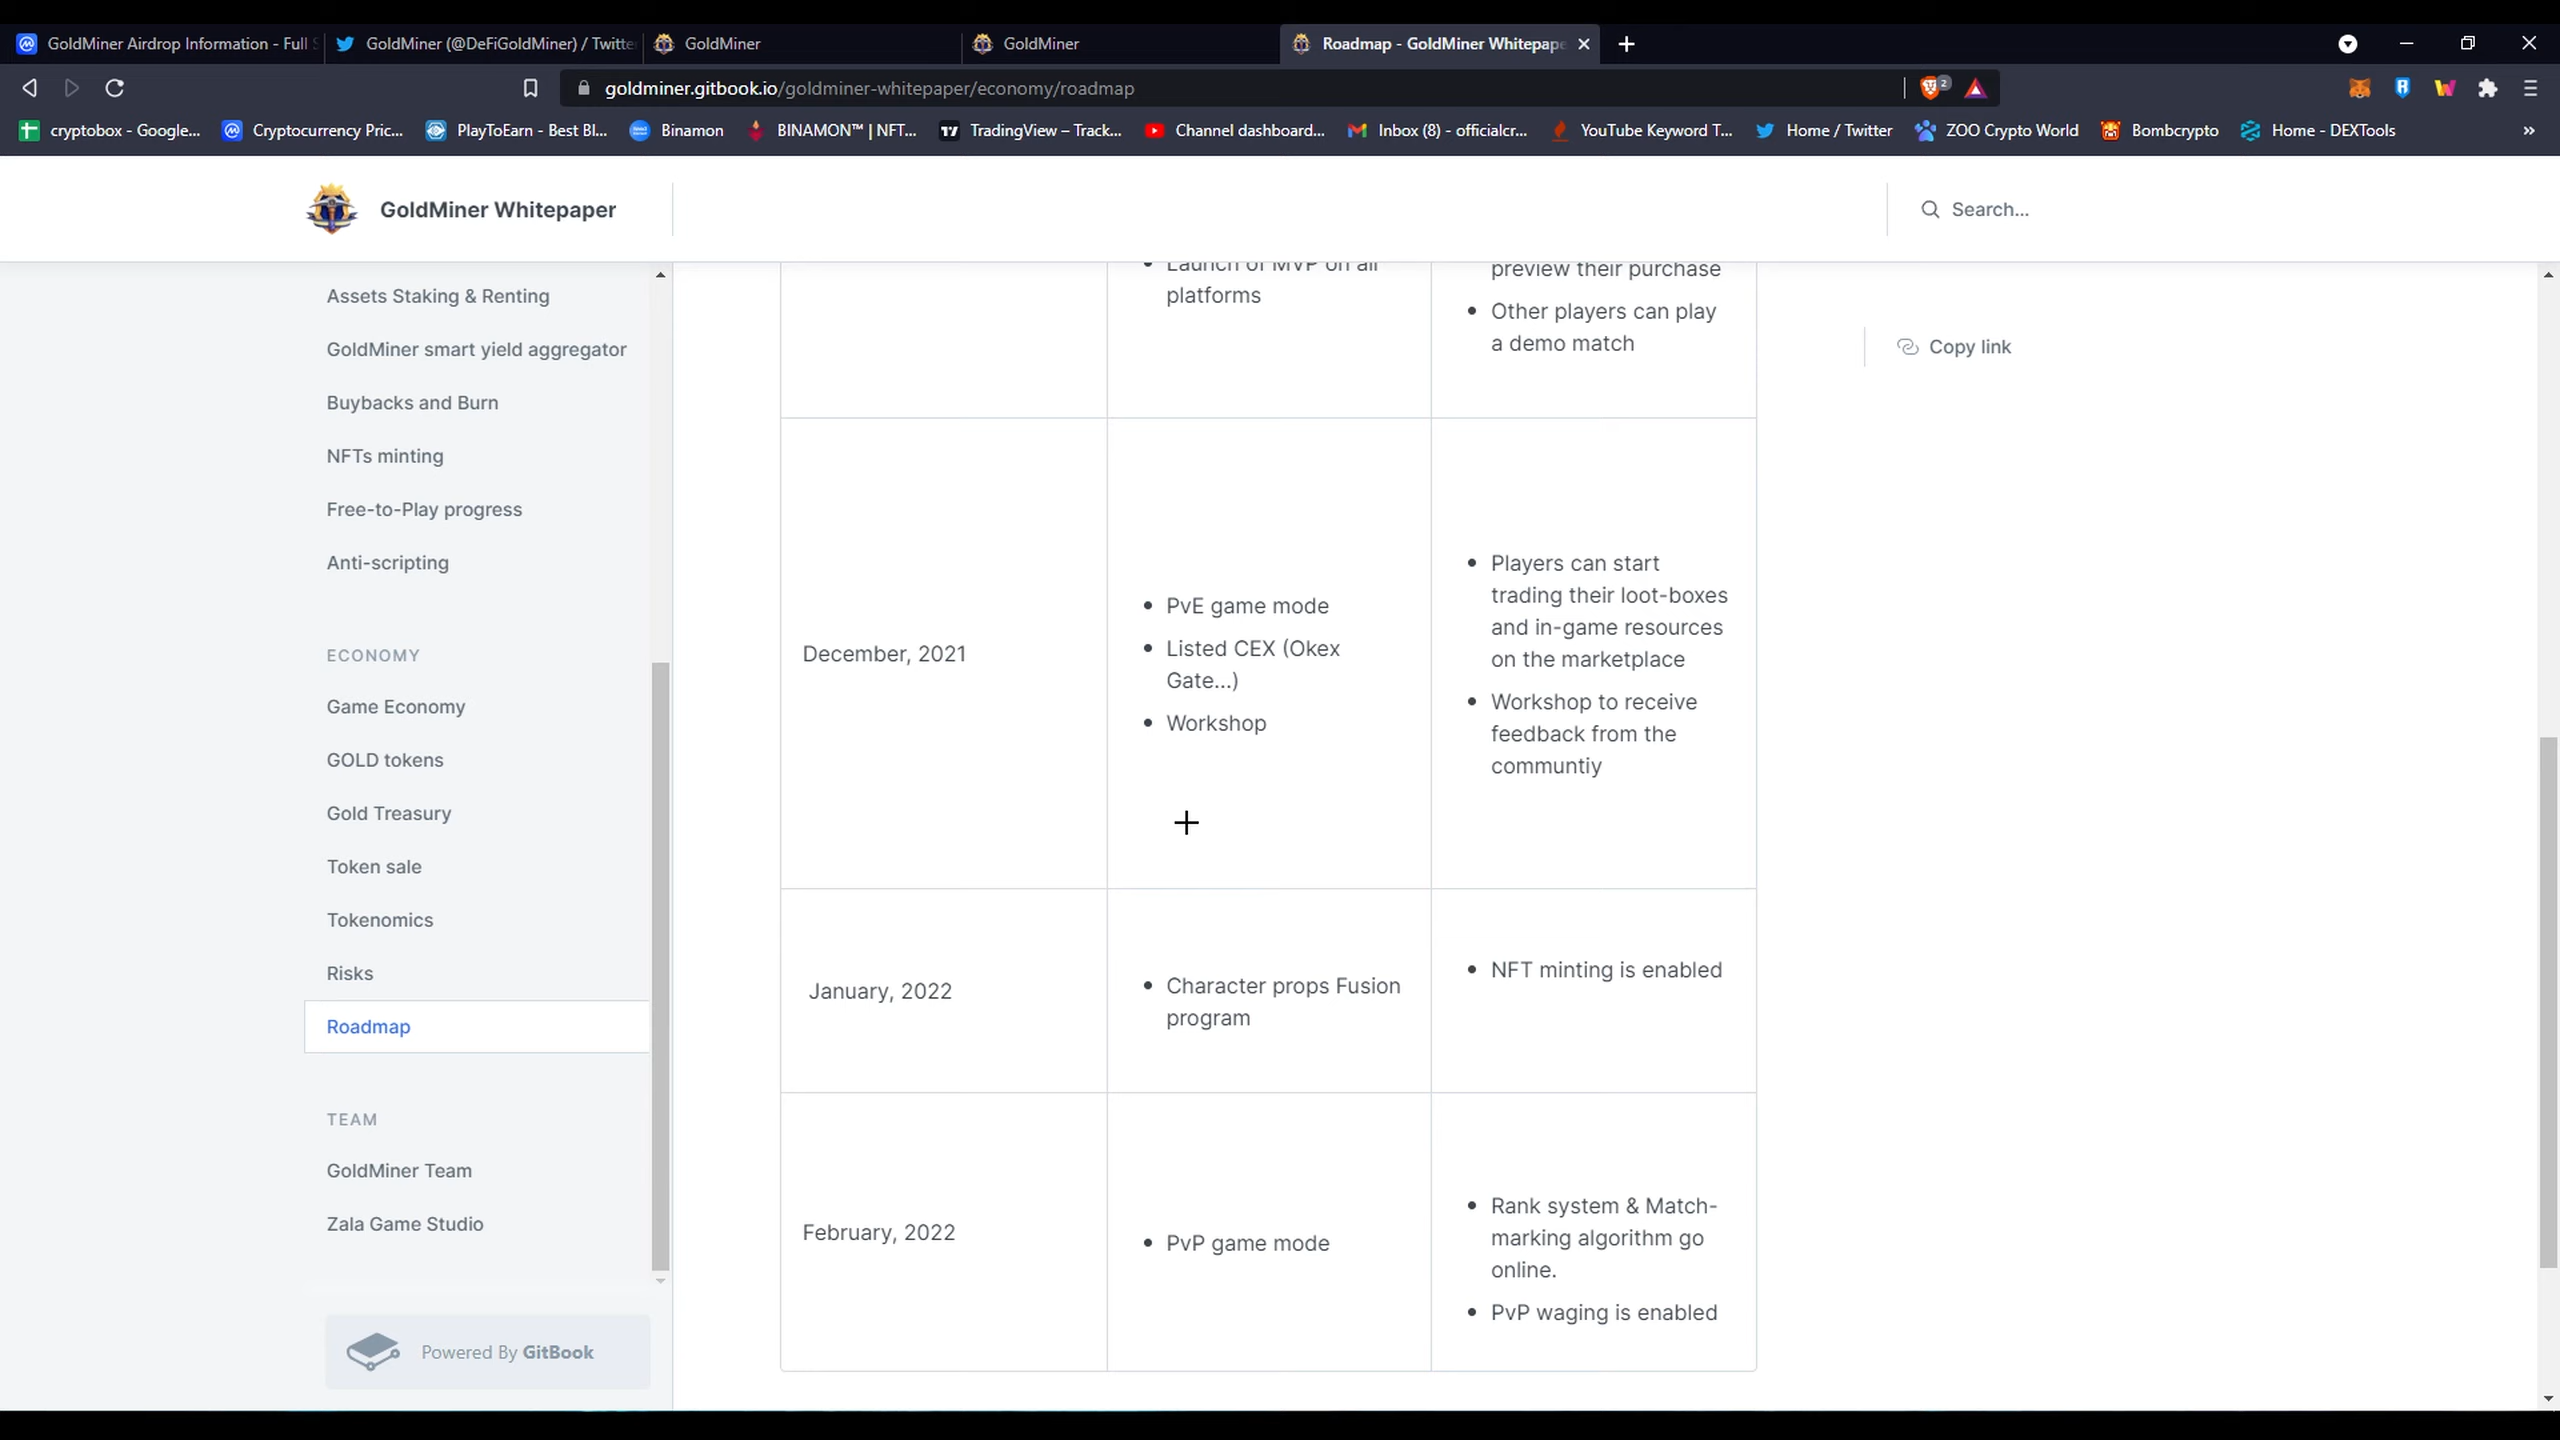 GoldMiner Airdrop Information - Full S
GoldMiner (@DeFiGoldMiner) / Twitte
GoldMiner
GoldMiner
Roadmap - GoldMiner Whitepape
goldminer.gitbook.io/goldminer-whitepaper/economy/roadmap
2
cryptobox - Google...
Cryptocurrency Pric...
PlayToEarn - Best Bl...
Binamon
BINAMON™ | NFT...
TradingView – Track...
Channel dashboard...
Inbox (8) - officialcr...
YouTube Keyword T...
Home / Twitter
ZOO Crypto World
Bombcrypto
Home - DEXTools
»
GoldMiner Whitepaper
Search...
Assets Staking & Renting
GoldMiner smart yield aggregator
Buybacks and Burn
NFTs minting
Free-to-Play progress
Anti-scripting
ECONOMY
Game Economy
GOLD tokens
Gold Treasury
Token sale
Tokenomics
Risks
Roadmap
TEAM
GoldMiner Team
Zala Game Studio
Powered By GitBook
• Launch of MVP on all
platforms
preview their purchase
• Other players can play
a demo match
December, 2021
• PvE game mode
• Listed CEX (Okex
Gate...)
• Workshop
• Players can start
trading their loot-boxes
and in-game resources
on the marketplace
• Workshop to receive
feedback from the
communtiy
January, 2022
• Character props Fusion
program
• NFT minting is enabled
February, 2022
• PvP game mode
• Rank system & Match-
marking algorithm go
online.
• PvP waging is enabled
Copy link